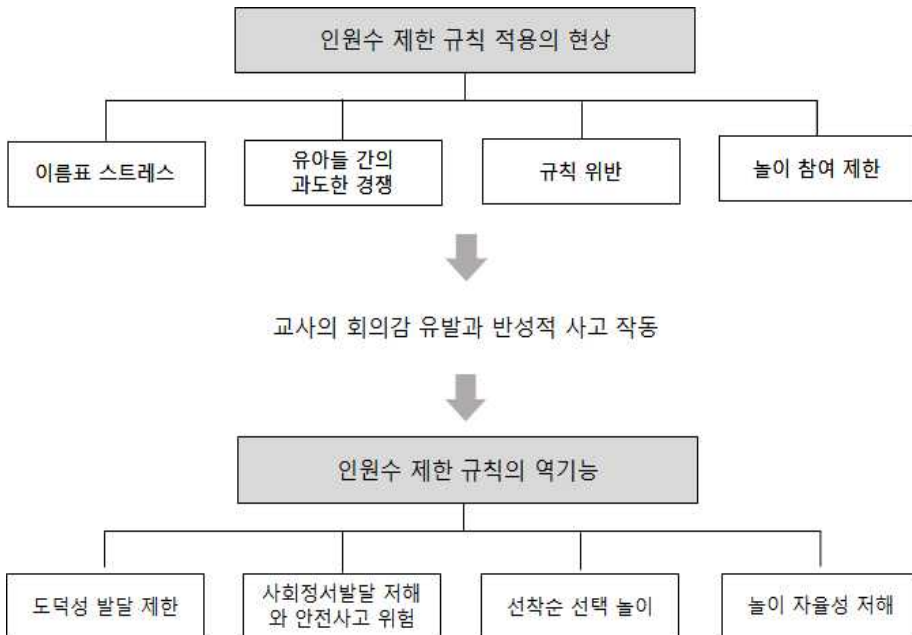 인원수 제한 규칙 적용의 현상
이름표 스트레스
유아들 간의
과도한 경쟁
규칙 위반
놀이 참여 제한
교사의 회의감 유발과 반성적 사고 작동
인원수 제한 규칙의 역기능
도덕성 발달 제한
사회정서발달 저해
와 안전사고 위험
선착순 선택 놀이
놀이 자율성 저해